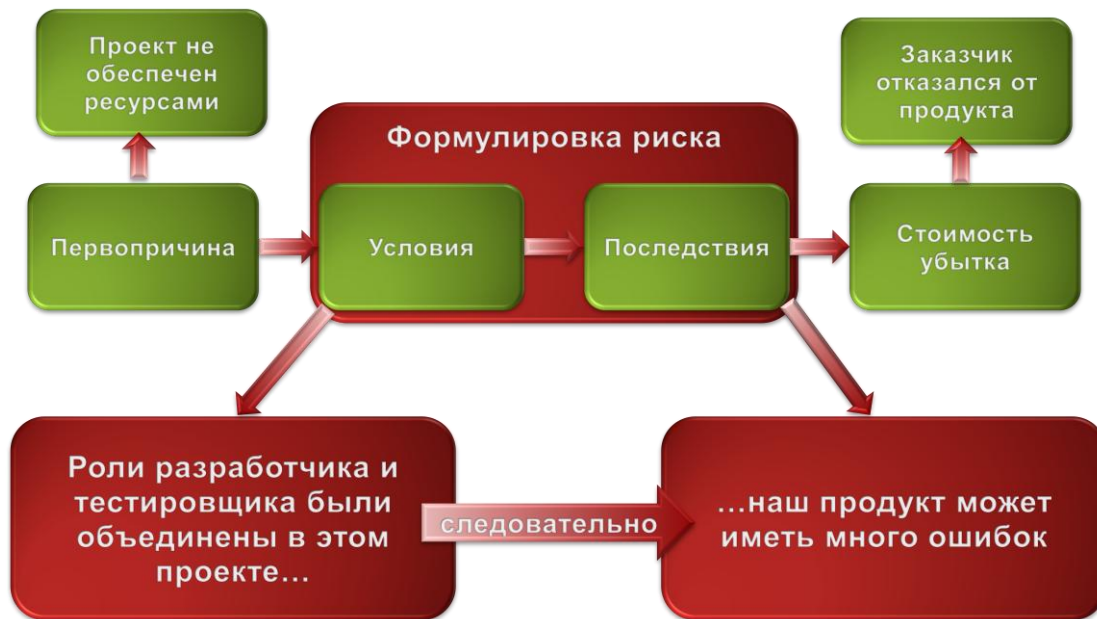 Проект не
обеспечен
ресурсами
Заказчик
отказался от
продукта
Формулировка риска
Первопричина
Условия
Последствия
Стоимость
убытка
Роли разработчика и
тестировщика были
объединены в этом
проекте…
следовательно
…наш продукт может
иметь много ошибок